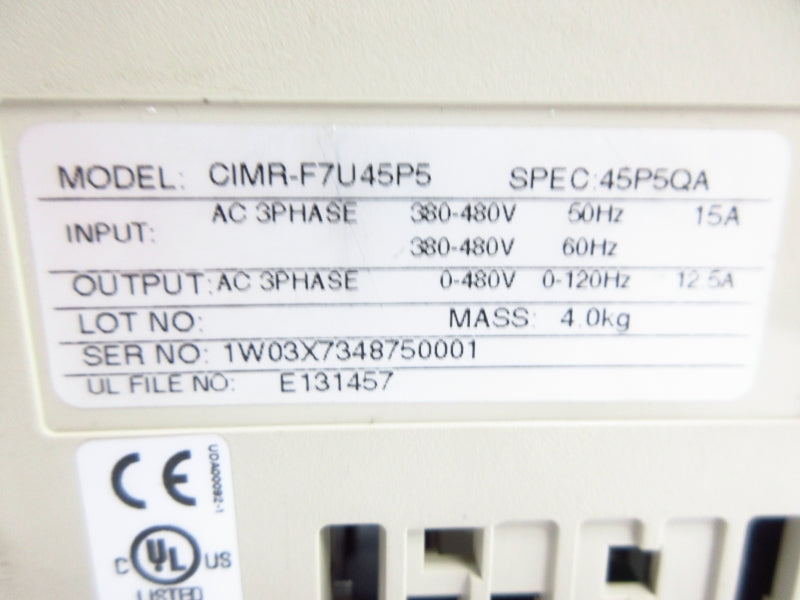 MODEL: CIMR-F7U45P5 SPEC:45P5QA
INPUT: AC 3PHASE 380-480V 50Hz 15A
380-480V 60Hz
OUTPUT: AC 3PHASE 0-480V 0-120Hz 12.5A
LOT NO: MASS: 4.0kg
SER NO: 1W03X7348750001
UL FILE NO: E131457
CE
UDA00092-1
C UL US
LISTED